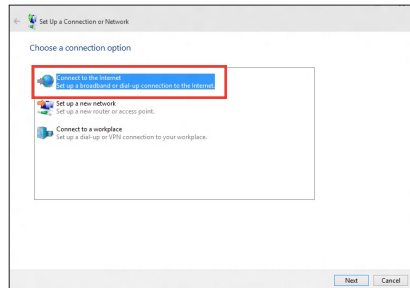 Set Up a Connection or Network
Choose a connection option
Connect to the Internet
Set up a broadband or dial-up connection to the Internet.
Set up a new network
Set up a new router or access point.
Connect to a workplace
Set up a dial-up or VPN connection to your workplace.
Next Cancel